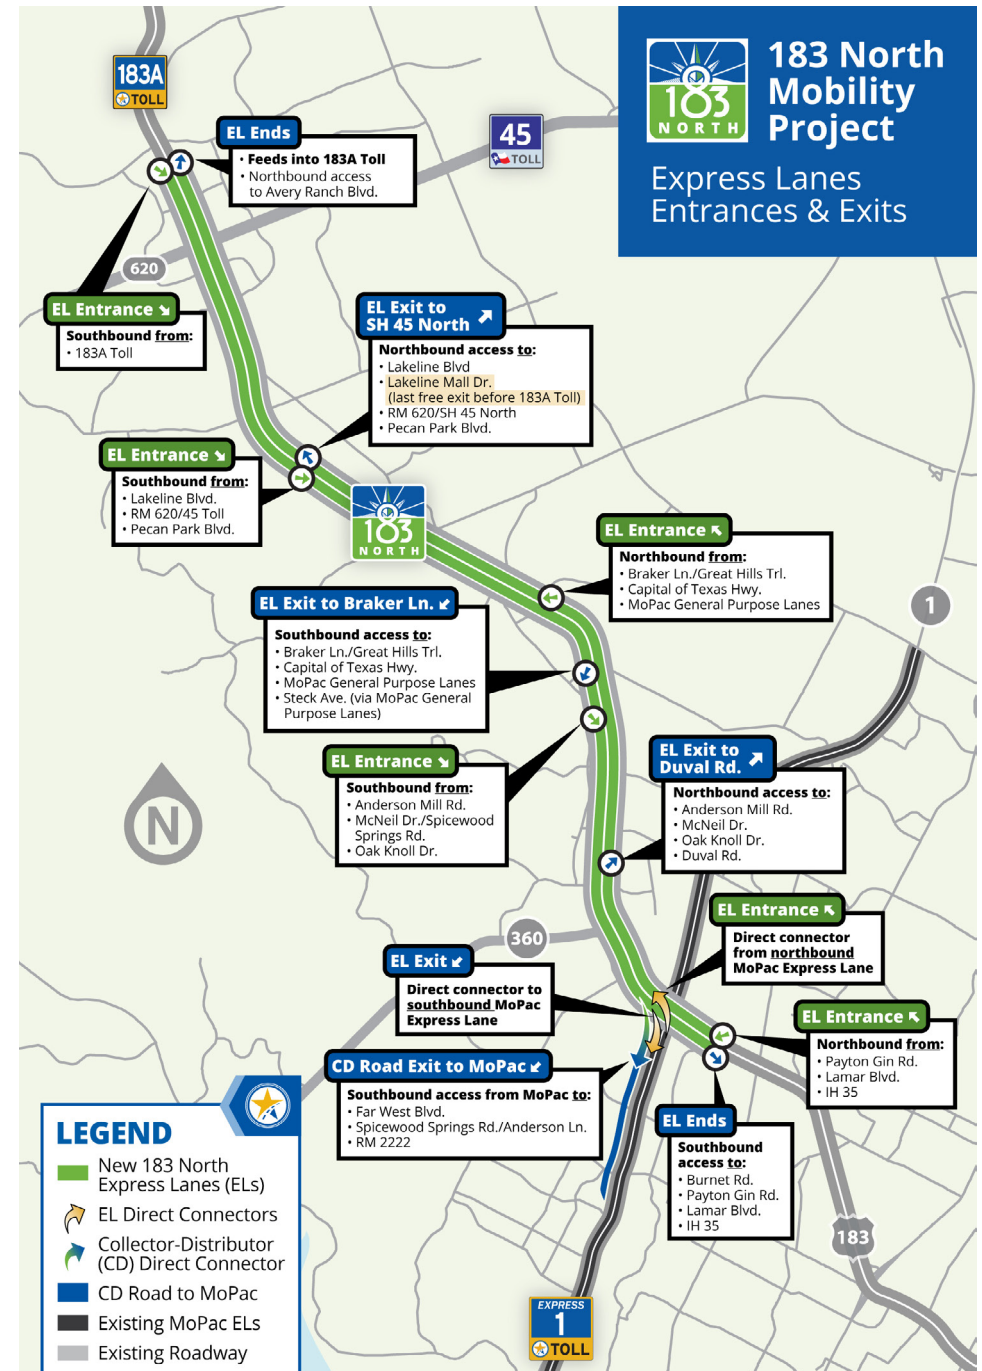 183A
TOLL
183
NORTH
183 North
Mobility
Project
Express Lanes
Entrances & Exits
EL Ends
• Feeds into 183A Toll
• Northbound access
to Avery Ranch Blvd.
45
TOLL
620
EL Entrance
Southbound from:
• 183A Toll
EL Exit to
SH 45 North
Northbound access to:
• Lakeline Blvd
• Lakeline Mall Dr.
(last free exit before 183A Toll)
• RM 620/SH 45 North
• Pecan Park Blvd.
EL Entrance
Southbound from:
• Lakeline Blvd.
• RM 620/45 Toll
• Pecan Park Blvd.
183
NORTH
EL Entrance
Northbound from:
• Braker Ln./Great Hills Trl.
• Capital of Texas Hwy.
• MoPac General Purpose Lanes
1
EL Exit to Braker Ln.
Southbound access to:
• Braker Ln./Great Hills Trl.
• Capital of Texas Hwy.
• MoPac General Purpose Lanes
• Steck Ave. (via MoPac General
Purpose Lanes)
EL Entrance
Southbound from:
• Anderson Mill Rd.
• McNeil Dr./Spicewood
Springs Rd.
• Oak Knoll Dr.
EL Exit to
Duval Rd.
Northbound access to:
• Anderson Mill Rd.
• McNeil Dr.
• Oak Knoll Dr.
• Duval Rd.
N
EL Entrance
Direct connector
from northbound
MoPac Express Lane
360
EL Exit
Direct connector to
southbound MoPac
Express Lane
EL Entrance
Northbound from:
• Payton Gin Rd.
• Lamar Blvd.
• IH 35
CD Road Exit to MoPac
Southbound access from MoPac to:
• Far West Blvd.
• Spicewood Springs Rd./Anderson Ln.
• RM 2222
EL Ends
Southbound
access to:
• Burnet Rd.
• Payton Gin Rd.
• Lamar Blvd.
• IH 35
183
EXPRESS
1
TOLL
LEGEND
New 183 North
Express Lanes (ELs)
EL Direct Connectors
Collector-Distributor
(CD) Direct Connector
CD Road to MoPac
Existing MoPac ELs
Existing Roadway